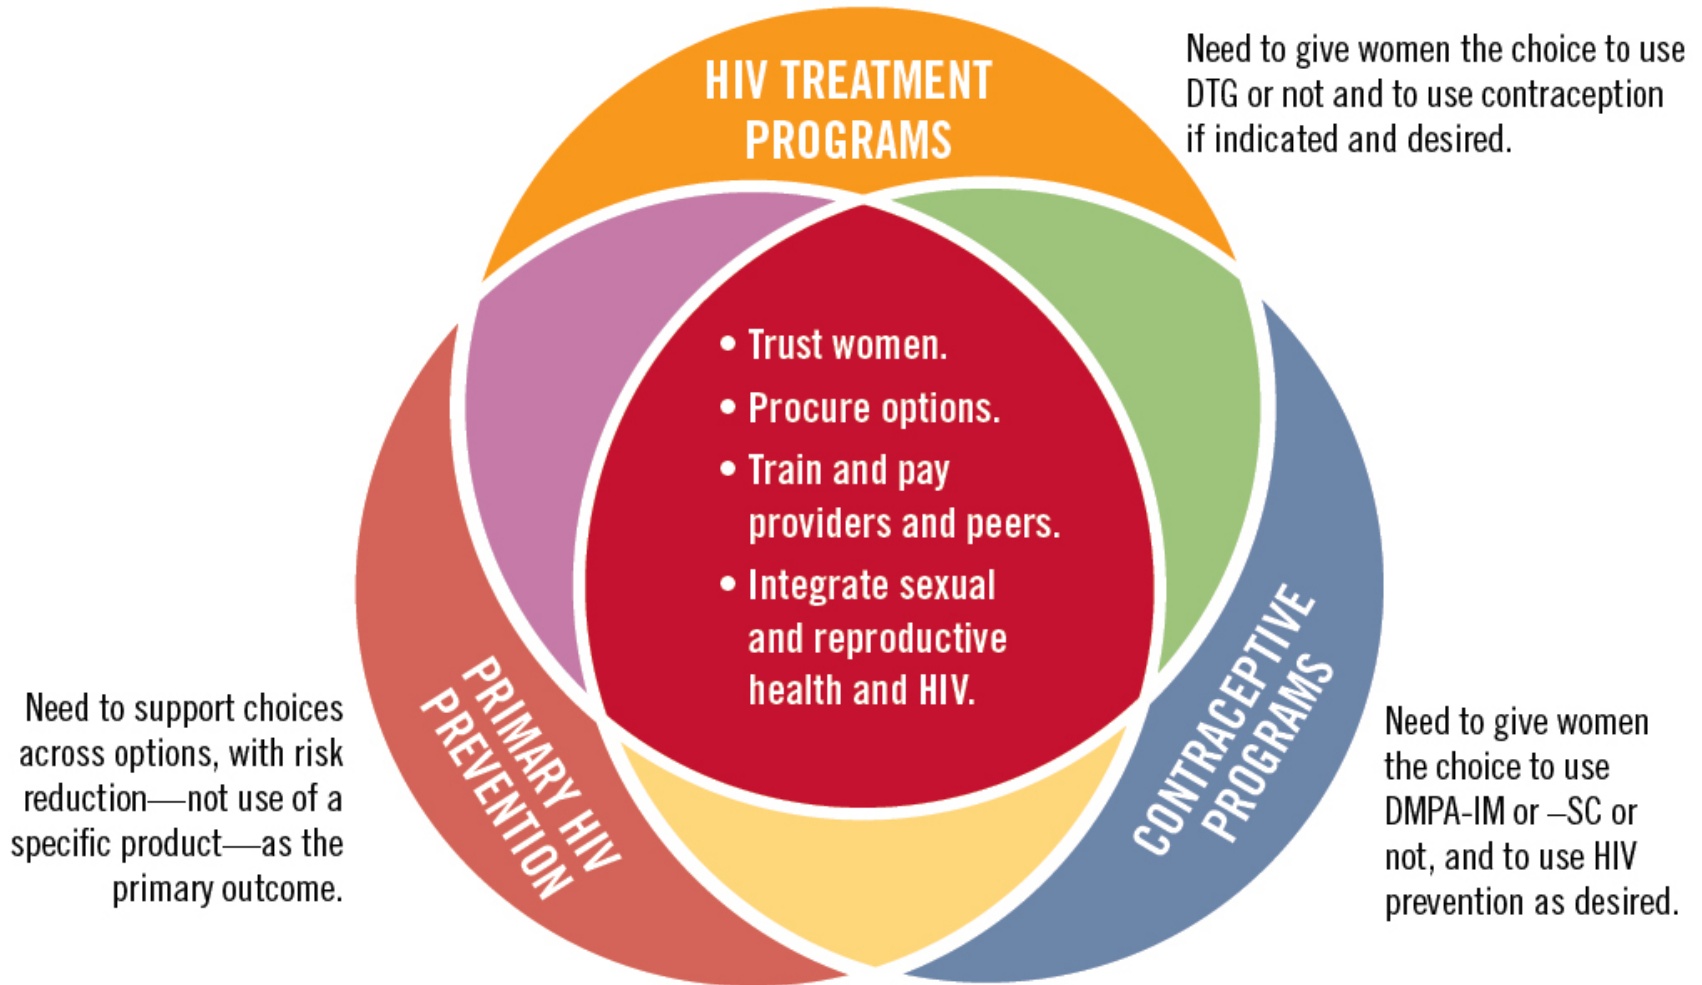 HIV TREATMENT
PROGRAMS
Need to give women the choice to use
DTG or not and to use contraception
if indicated and desired.
• Trust women.
• Procure options.
• Train and pay
providers and peers.
• Integrate sexual
and reproductive
health and HIV.
PRIMARY HIV
PREVENTION
Need to support choices
across options, with risk
reduction—not use of a
specific product—as the
primary outcome.
CONTRACEPTIVE
PROGRAMS
Need to give women
the choice to use
DMPA-IM or –SC or
not, and to use HIV
prevention as desired.